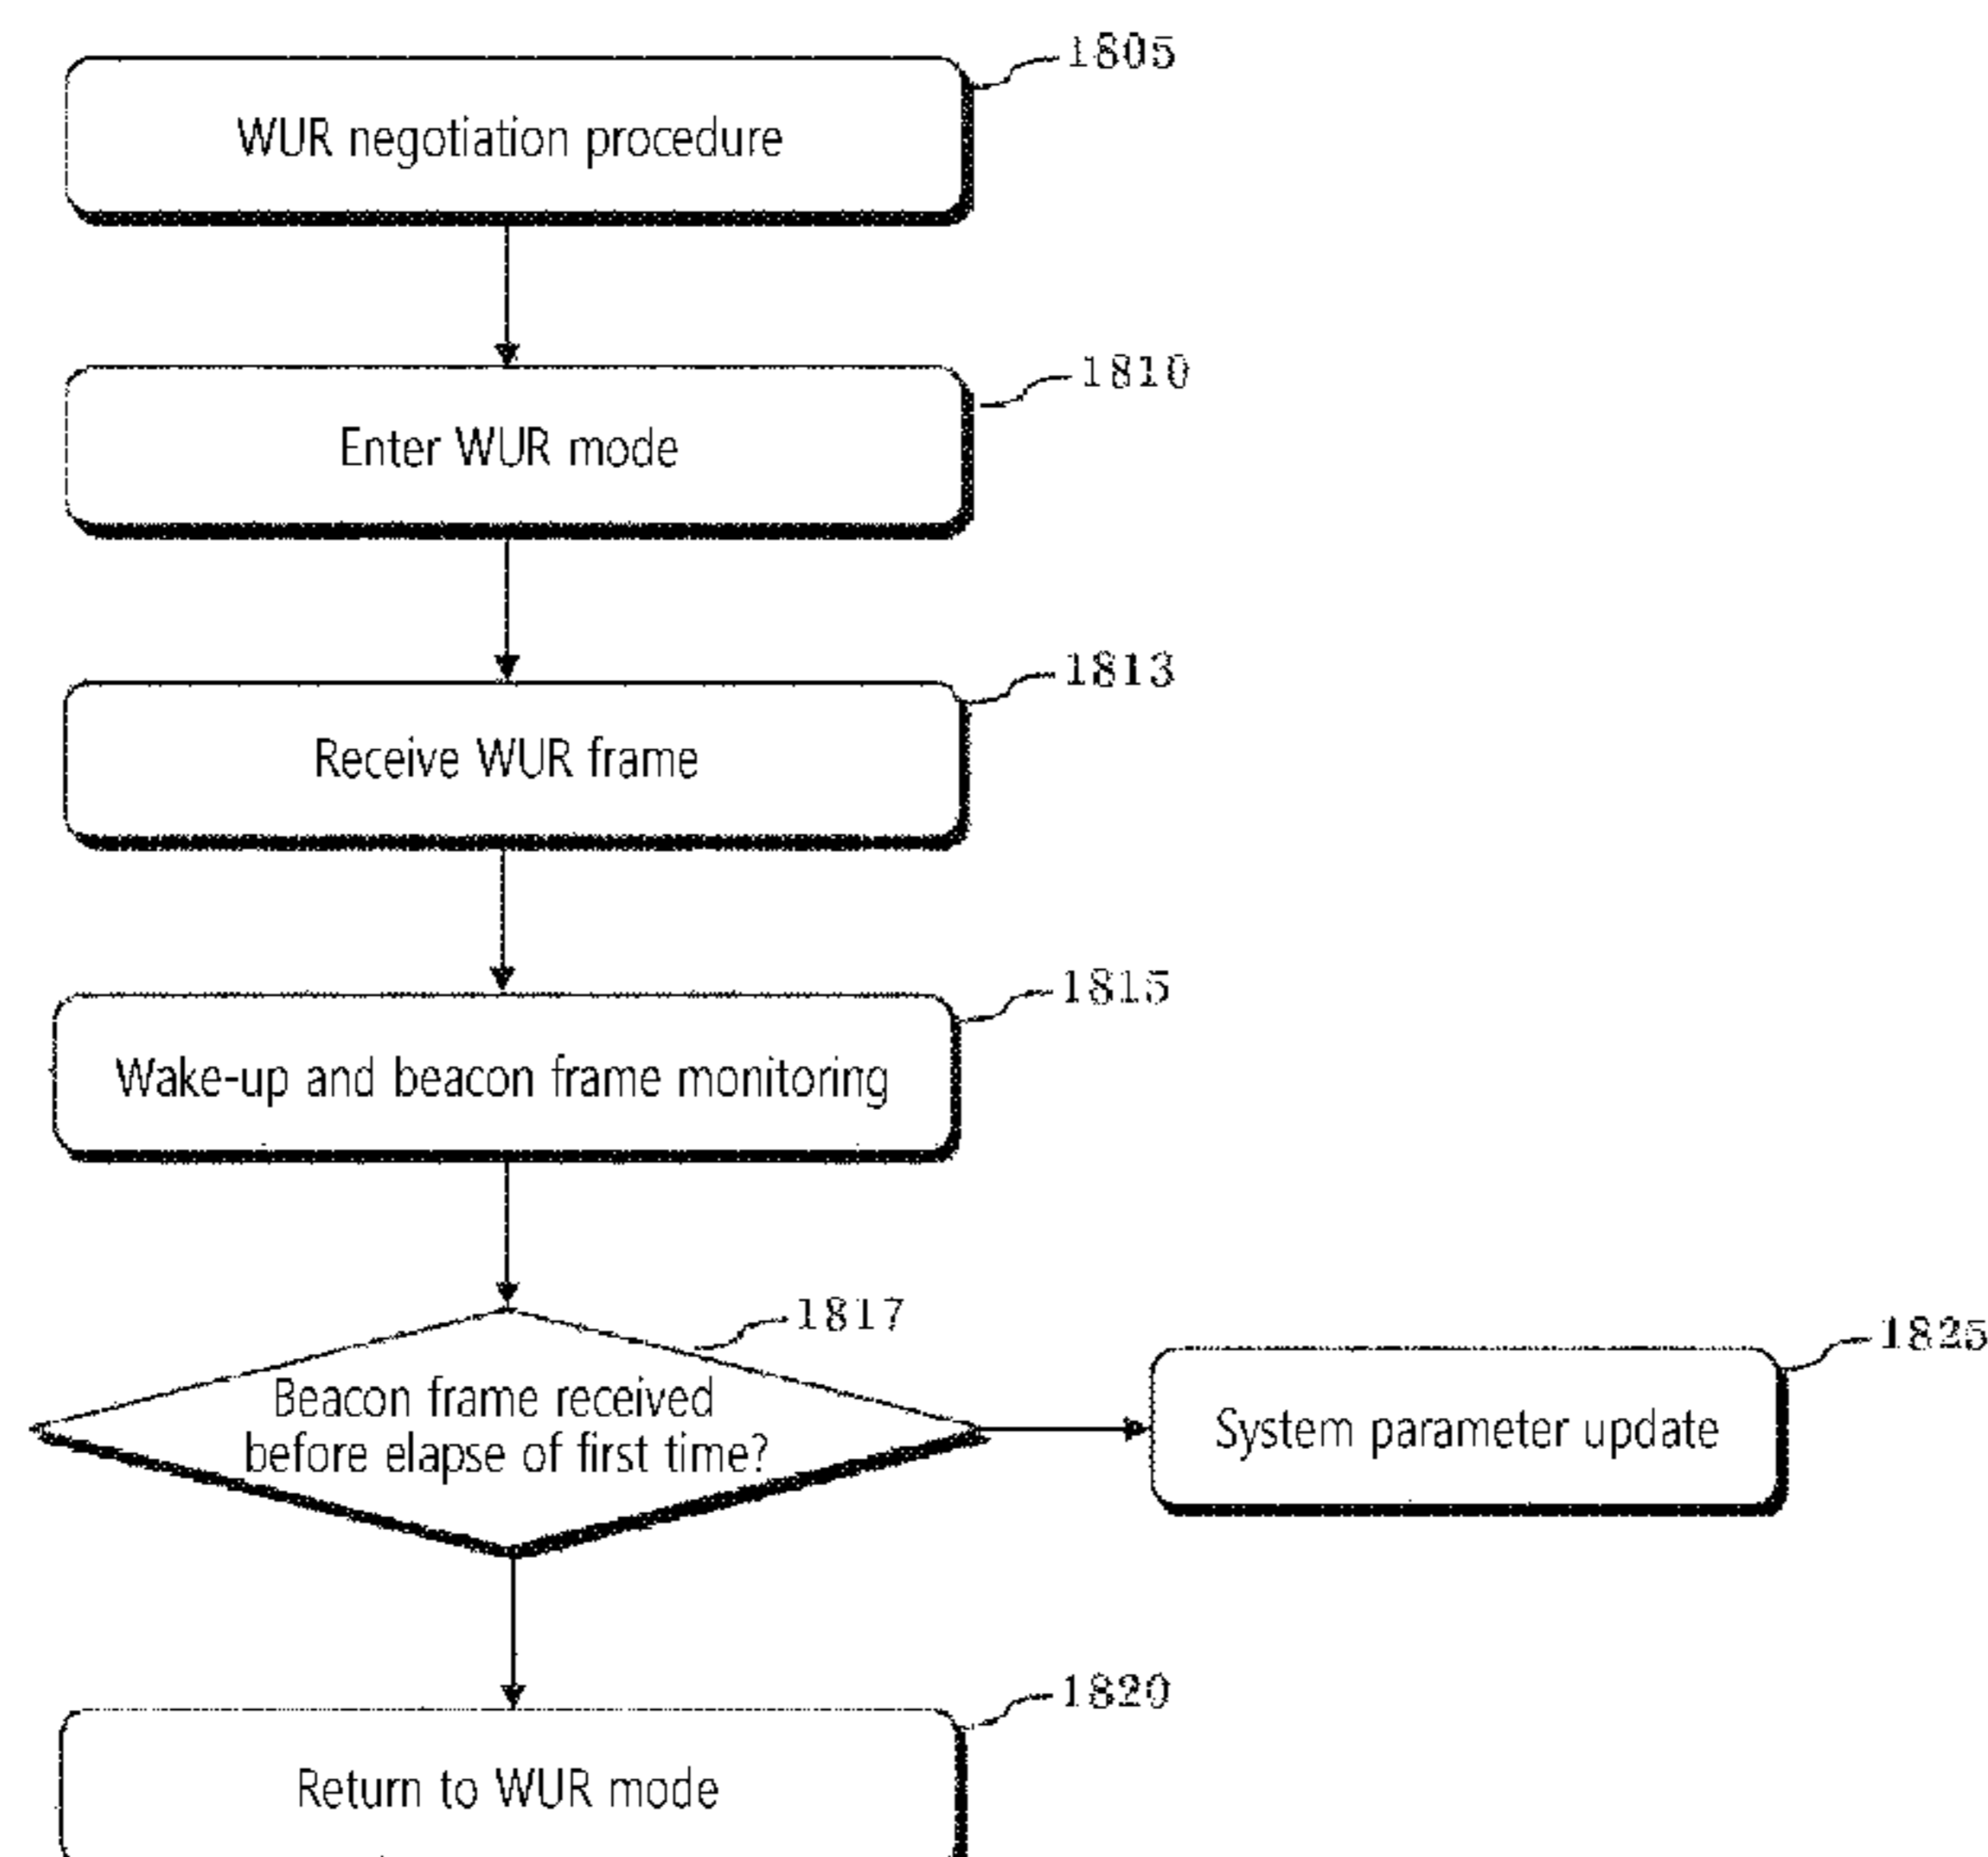 1805
WUR negotiation procedure
1810
Enter WUR mode
1813
Receive WUR frame
1815
Wake-up and beacon frame monitoring
1817
Beacon frame received
before elapse of first time?
1825
System parameter update
1820
Return to WUR mode